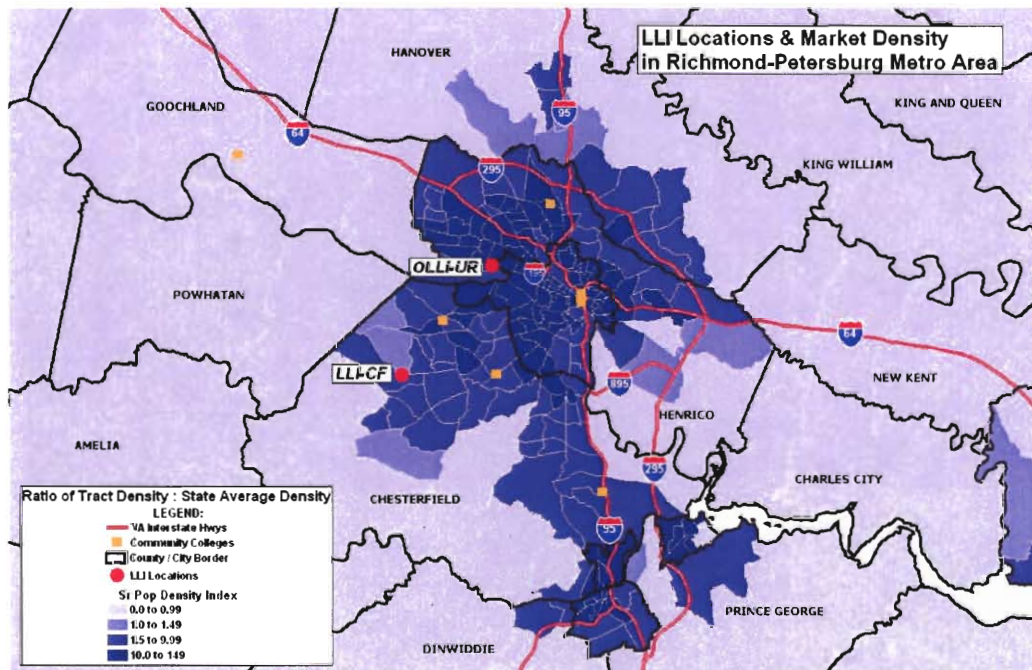 LLI Locations & Market Density
in Richmond-Petersburg Metro Area
HANOVER
GOOCHLAND
KING AND QUEEN
95
64
KING WILLIAM
295
OLLI-UR
195
POWHATAN
64
LLI-CF
895
NEW KENT
HENRICO
AMELIA
295
CHARLES CITY
CHESTERFIELD
95
PRINCE GEORGE
DINWIDDIE
Ratio of Tract Density : State Average Density
LEGEND:
VA Interstate Hwys
Community Colleges
County / City Border
LLI Locations
Sr Pop Density Index
0.0 to 0.99
1.0 to 1.49
1.5 to 9.99
10.0 to 149